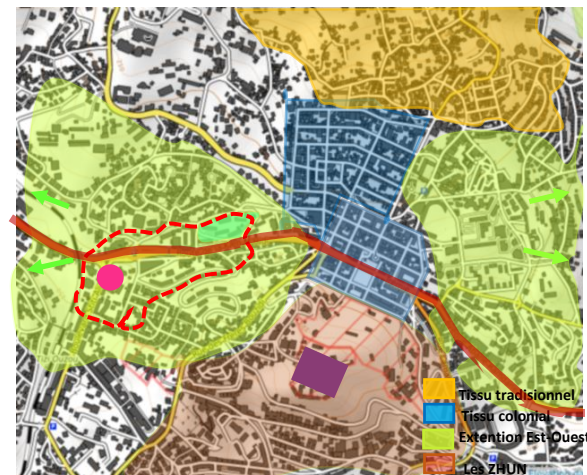 Tissu tradisionnel
Tissu colonial
Extention Est-Ouest
Les ZHUN